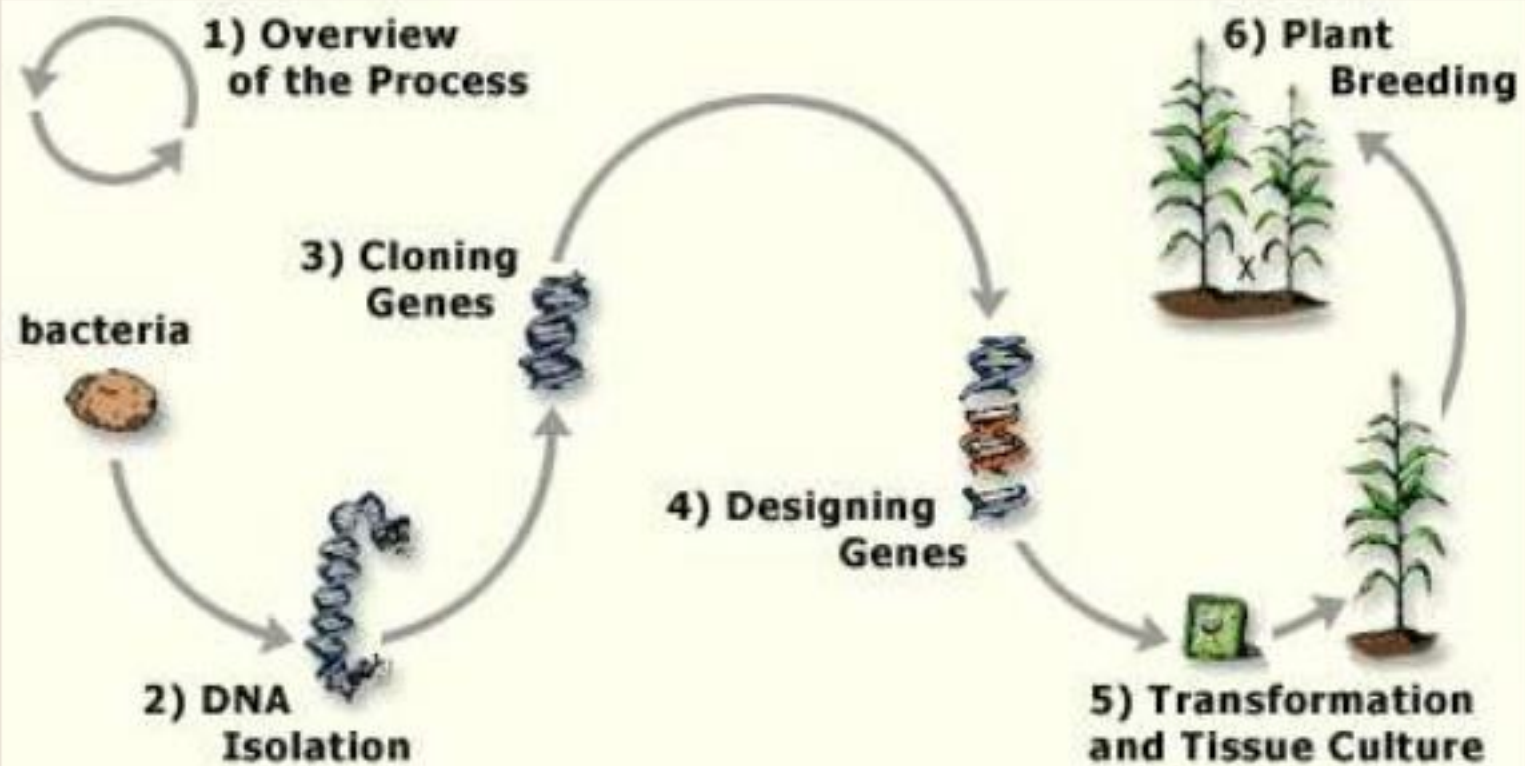 1) Overview
of the Process
bacteria
2) DNA
Isolation
3) Cloning
Genes
4) Designing
Genes
5) Transformation
and Tissue Culture
6) Plant
Breeding
X